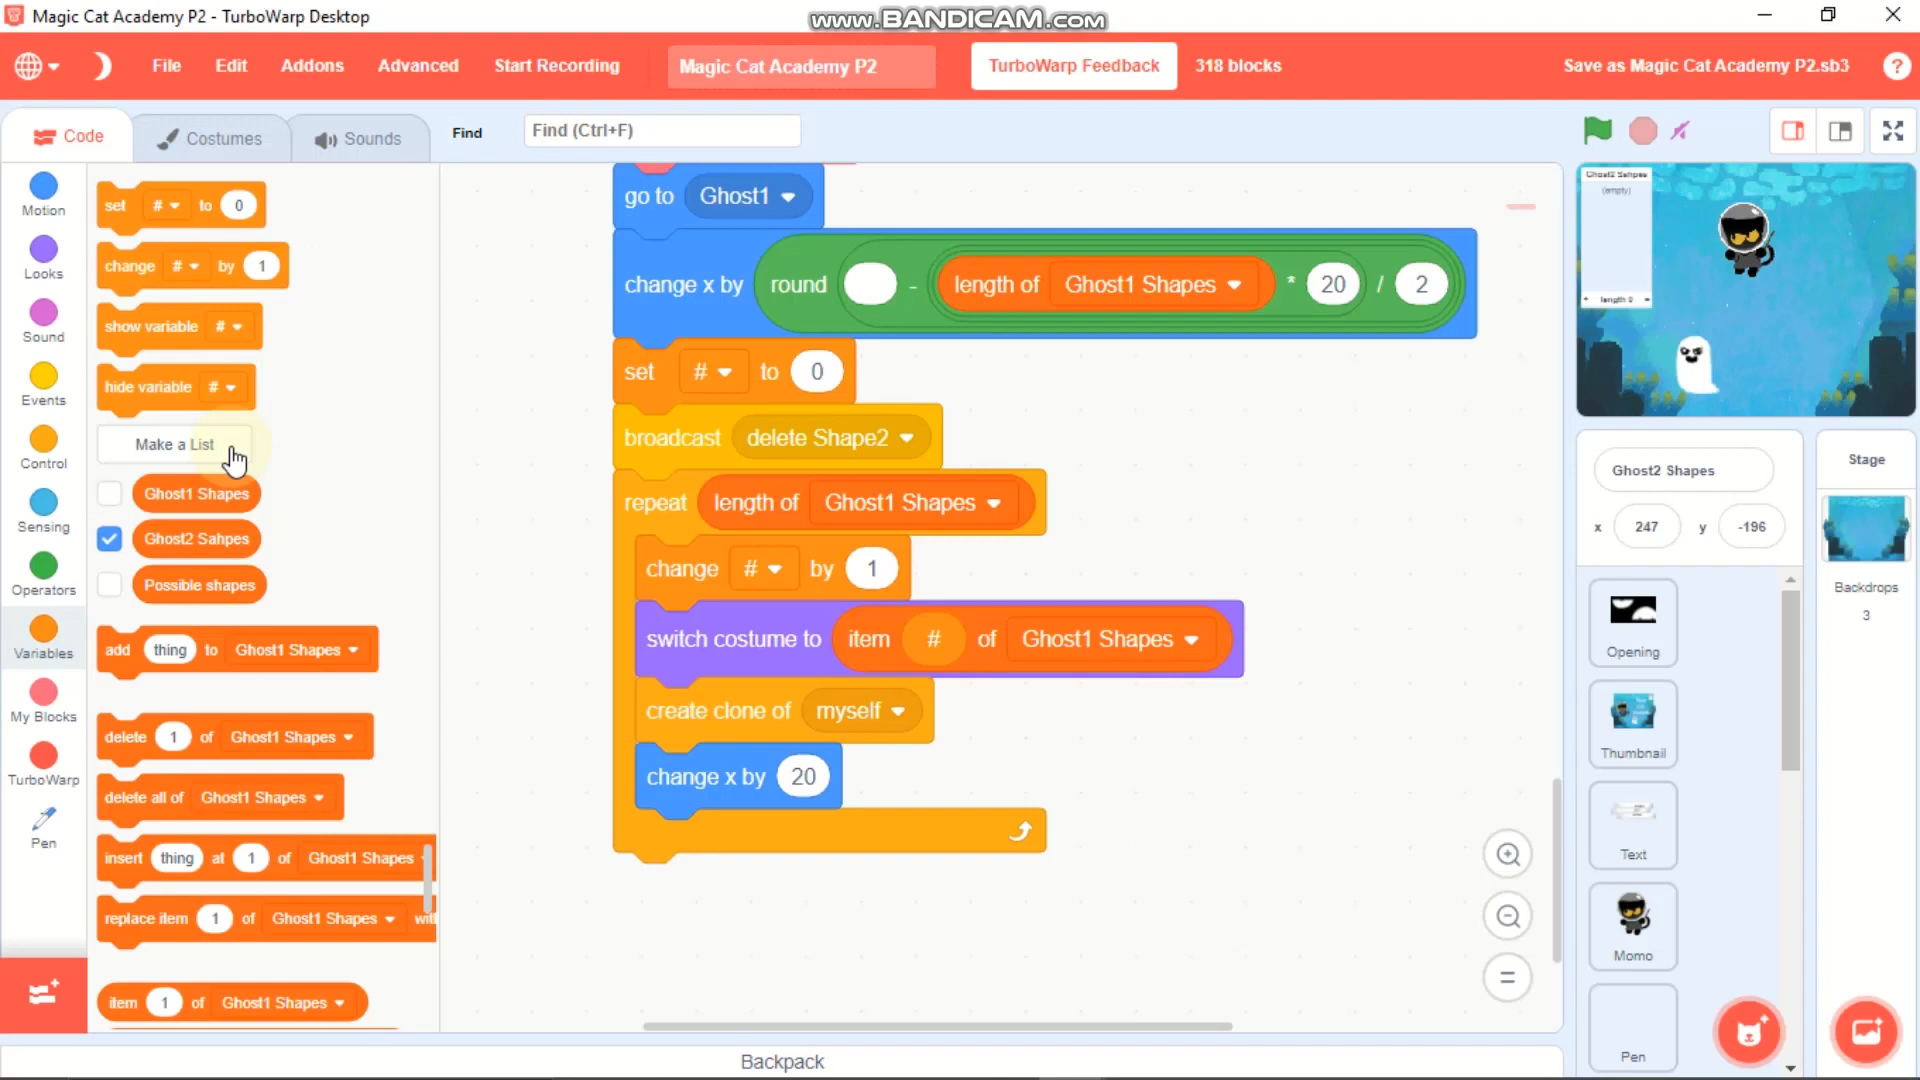 Magic Cat Academy P2 - TurboWarp Desktop
www.BANDICAM.com
File Edit Addons Advanced Start Recording Magic Cat Academy P2 TurboWarp Feedback 318 blocks Save as Magic Cat Academy P2.sb3 ?
Code Costumes Sounds Find Find (Ctrl+F)
Motion
Looks
Sound
Events
Control
Sensing
Operators
Variables
My Blocks
TurboWarp
Pen
set # to 0
change # by 1
show variable #
hide variable #
Make a List
Ghost1 Shapes
Ghost2 Sahpes
Possible shapes
add thing to Ghost1 Shapes
delete 1 of Ghost1 Shapes
delete all of Ghost1 Shapes
insert thing at 1 of Ghost1 Shapes
replace item 1 of Ghost1 Shapes with
item 1 of Ghost1 Shapes
go to Ghost1
change x by round - length of Ghost1 Shapes * 20 / 2
set # to 0
broadcast delete Shape2
repeat length of Ghost1 Shapes
change # by 1
switch costume to item # of Ghost1 Shapes
create clone of myself
change x by 20
Backpack
Ghost2 Sahpes
(empty)
+ length 0 =
Ghost2 Shapes
x 247 y -196
Opening
Thumbnail
Text
Momo
Pen
Stage
Backdrops
3